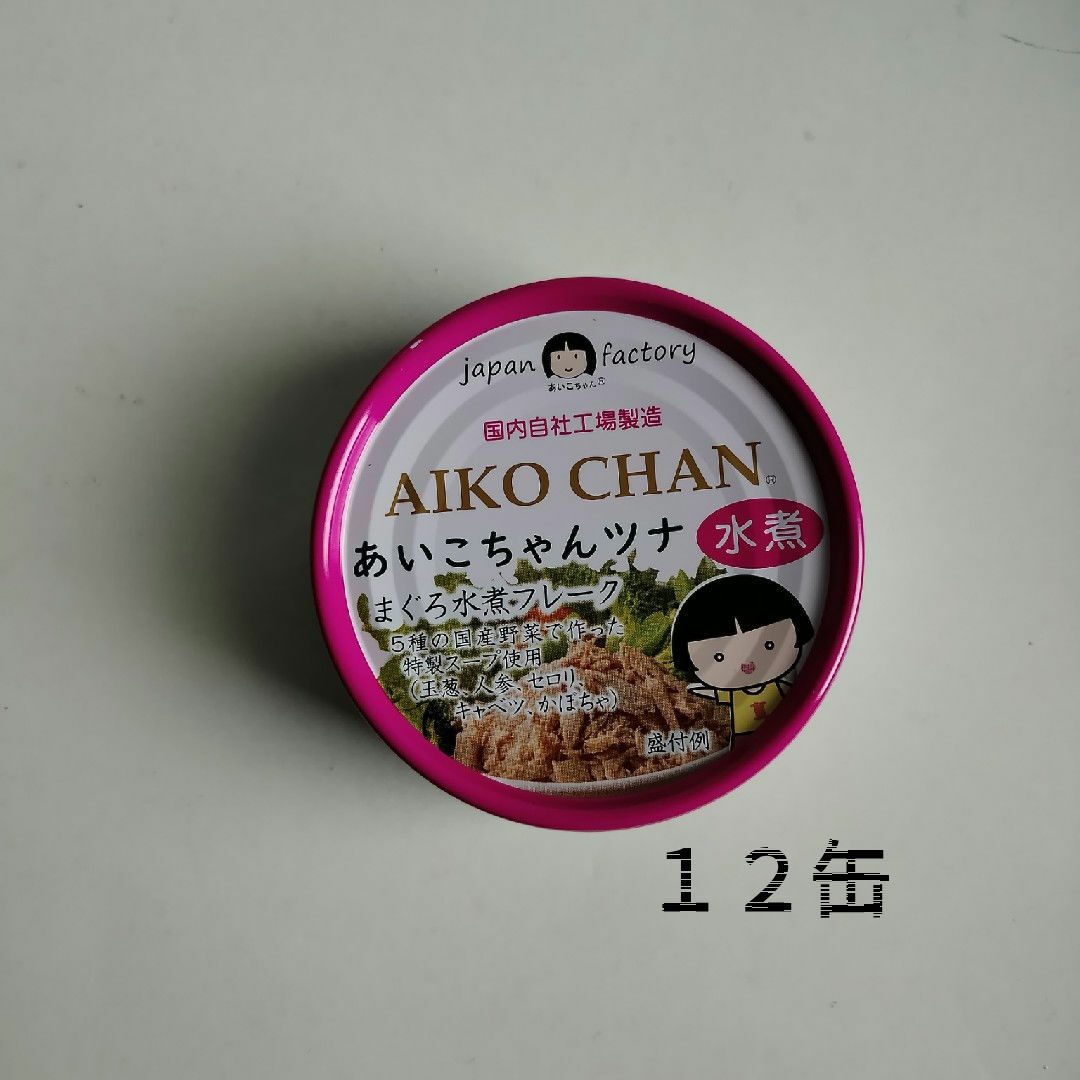 japan factory
あいこちゃん®
国内自社工場製造
AIKO CHAN®
あいこちゃんツナ 水煮
まぐろ水煮フレーク
5種の国産野菜で作った
特製スープ使用
(玉葱、人参、セロリ、
キャベツ、かぼちゃ)
盛付例
12缶